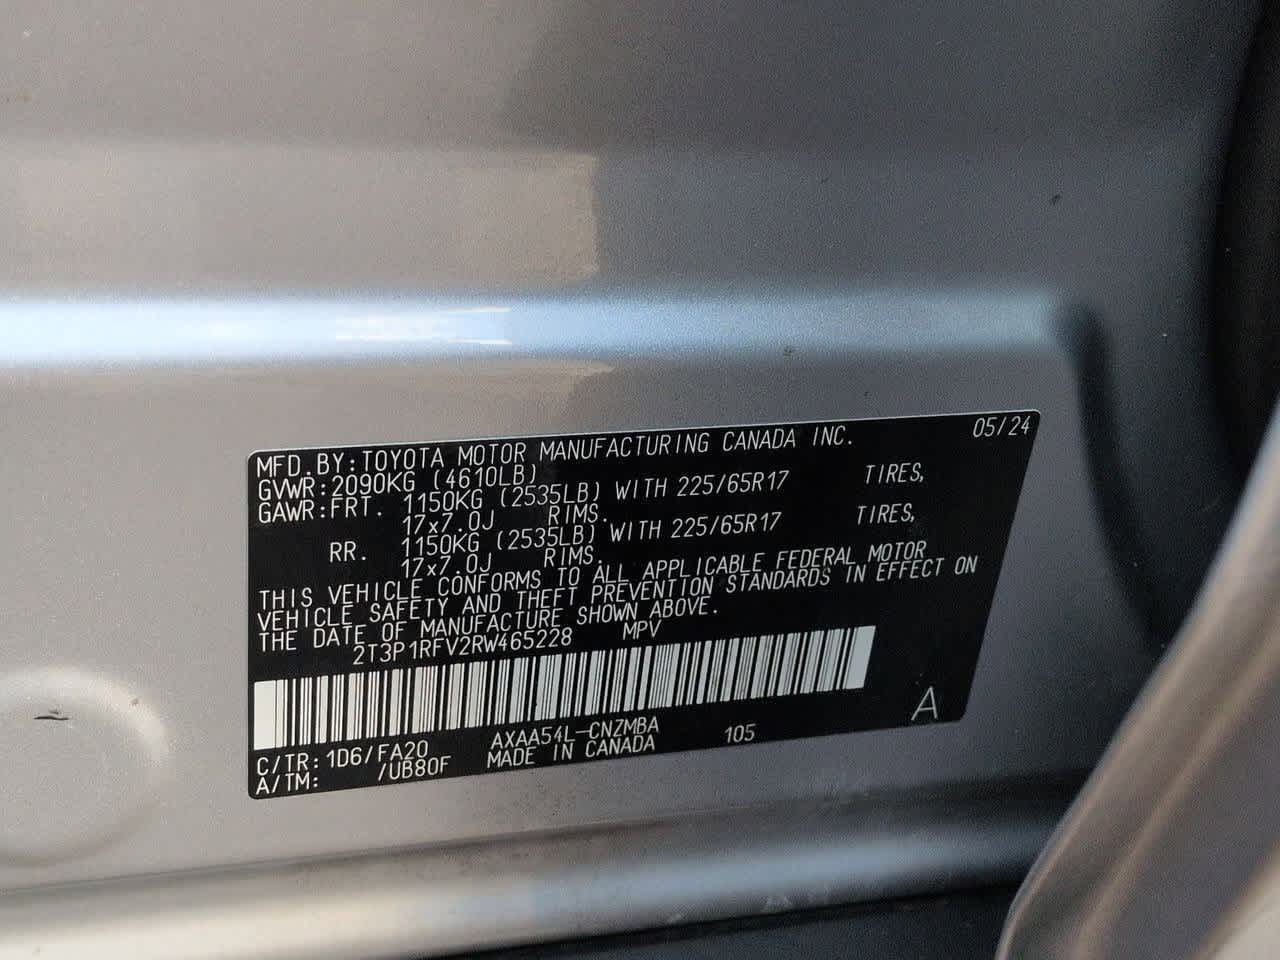 MFD.BY:TOYOTA MOTOR MANUFACTURING CANADA INC. 05/24
GVWR:2090KG (4610LB)
GAWR:FRT. 1150KG (2535LB) WITH 225/65R17 TIRES,
17x7.0J RIMS.
RR. 1150KG (2535LB) WITH 225/65R17 TIRES,
17x7.0J RIMS.
THIS VEHICLE CONFORMS TO ALL APPLICABLE FEDERAL MOTOR
VEHICLE SAFETY AND THEFT PREVENTION STANDARDS IN EFFECT ON
THE DATE OF MANUFACTURE SHOWN ABOVE.
2T3P1RFV2RW465228 MPV
C/TR: 1D6/FA20 AXAA54L-CNZMBA 105 A
A/TM: /UB80F MADE IN CANADA